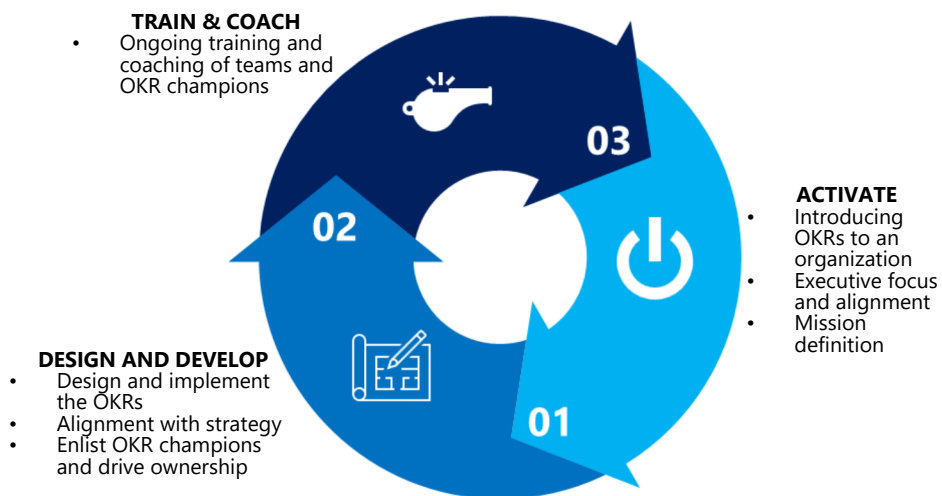 TRAIN & COACH
• Ongoing training and
coaching of teams and
OKR champions
03
02
ACTIVATE
• Introducing
OKRs to an
organization
• Executive focus
and alignment
• Mission
definition
DESIGN AND DEVELOP
• Design and implement
the OKRs
• Alignment with strategy
• Enlist OKR champions
and drive ownership
01